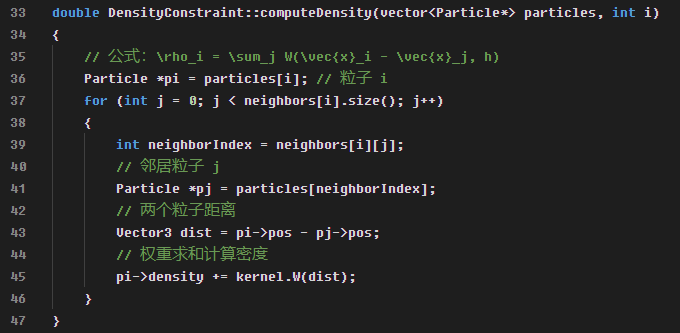 33 double DensityConstraint::computeDensity(vector<Particle*> particles, int i)
34 {
35     // 公式: \rho_i = \sum_j W(\vec{x}_i - \vec{x}_j, h)
36     Particle *pi = particles[i]; // 粒子 i
37     for (int j = 0; j < neighbors[i].size(); j++)
38     {
39         int neighborIndex = neighbors[i][j];
40         // 邻居粒子 j
41         Particle *pj = particles[neighborIndex];
42         // 两个粒子距离
43         Vector3 dist = pi->pos - pj->pos;
44         // 权重求和计算密度
45         pi->density += kernel.W(dist);
46     }
47 }